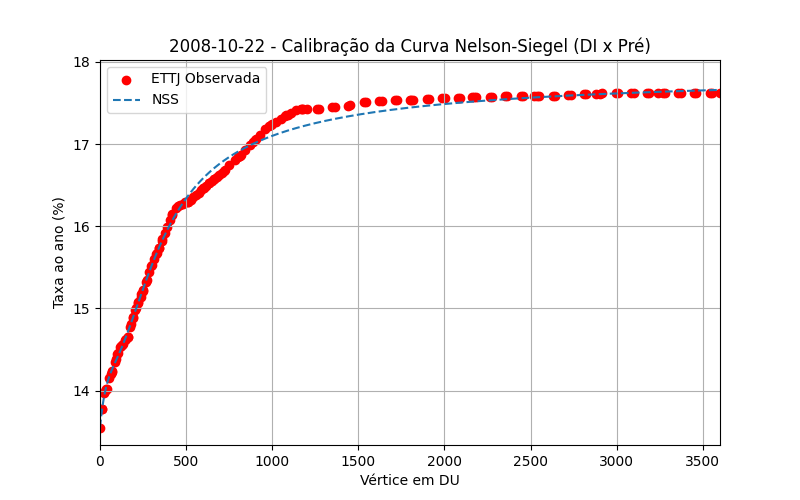 2008-10-22 - Calibração da Curva Nelson-Siegel (DI x Pré)
ETTJ Observada
NSS
Taxa ao ano (%)
18
17
16
15
14
0 500 1000 1500 2000 2500 3000 3500
Vértice em DU